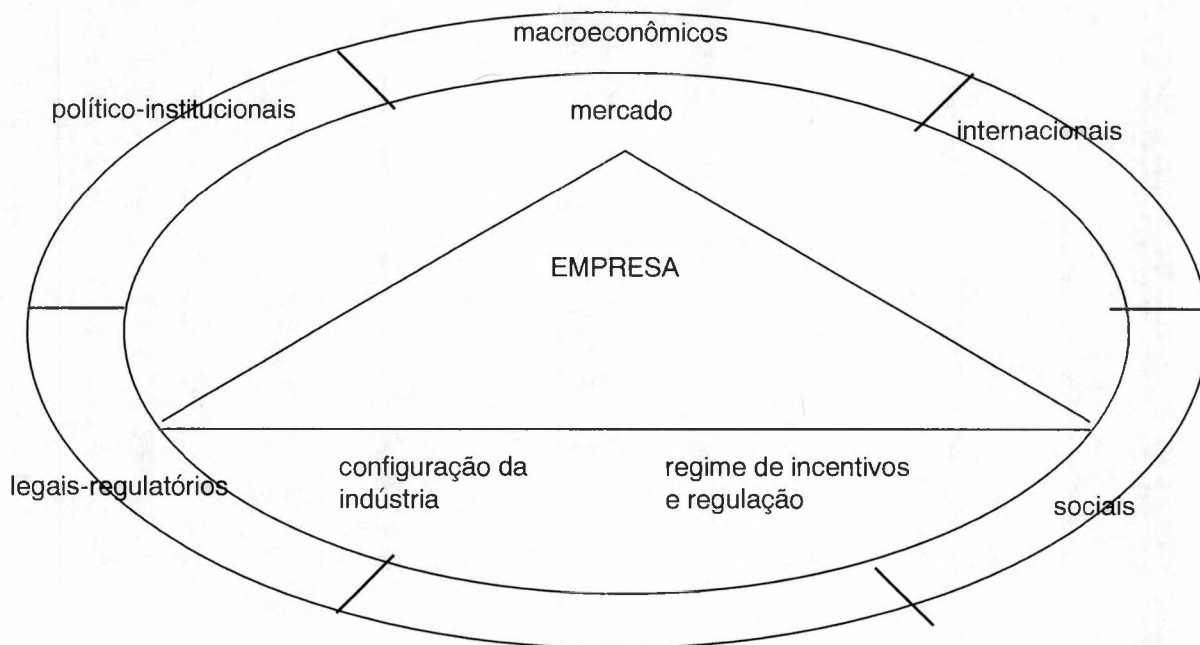 macroeconômicos
político-institucionais
mercado
internacionais
EMPRESA
configuração da
indústria
regime de incentivos
e regulação
legais-regulatórios
sociais